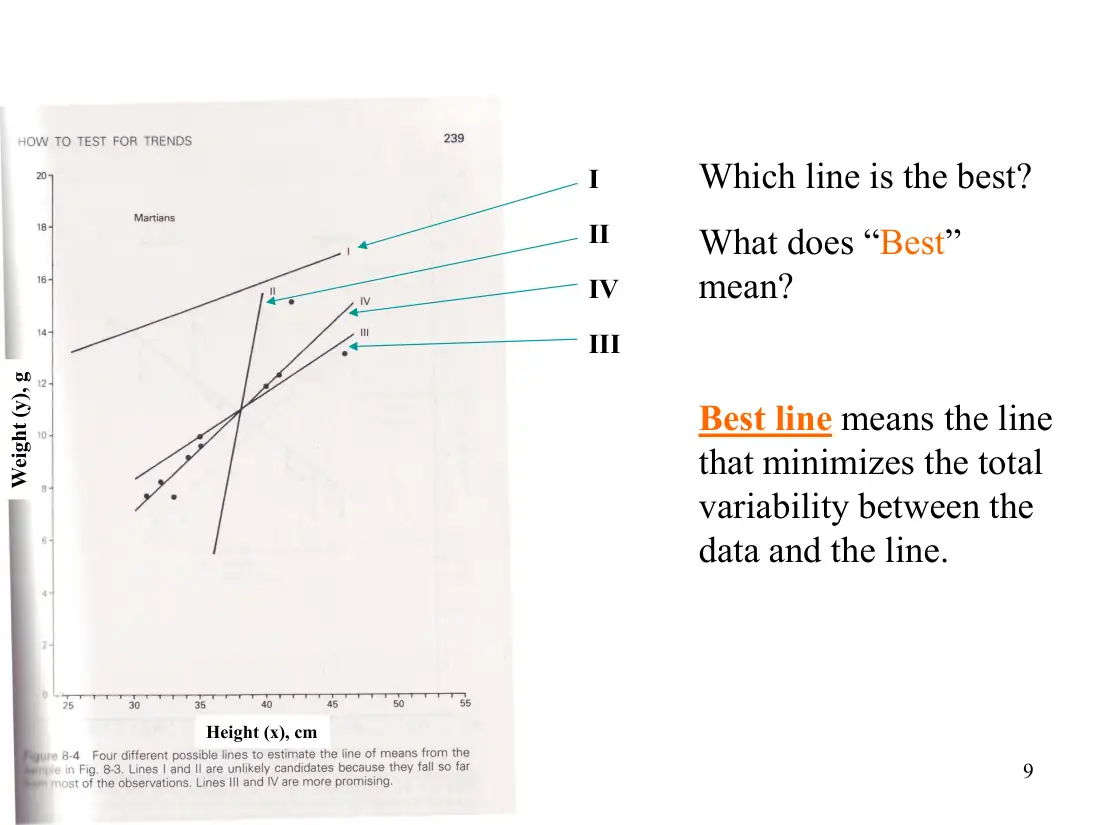 HOW TO TEST FOR TRENDS 239
20
18
16
14
12
10
8
6
4
2
0
Martians
I
II
IV
III
25 30 35 40 45 50 55
Weight (y), g
Height (x), cm
Figure 8-4 Four different possible lines to estimate the line of means from the
sample in Fig. 8-3. Lines I and II are unlikely candidates because they fall so far
from most of the observations. Lines III and IV are more promising.
I
II
IV
III
Which line is the best?
What does “Best”
mean?
Best line means the line
that minimizes the total
variability between the
data and the line.
9